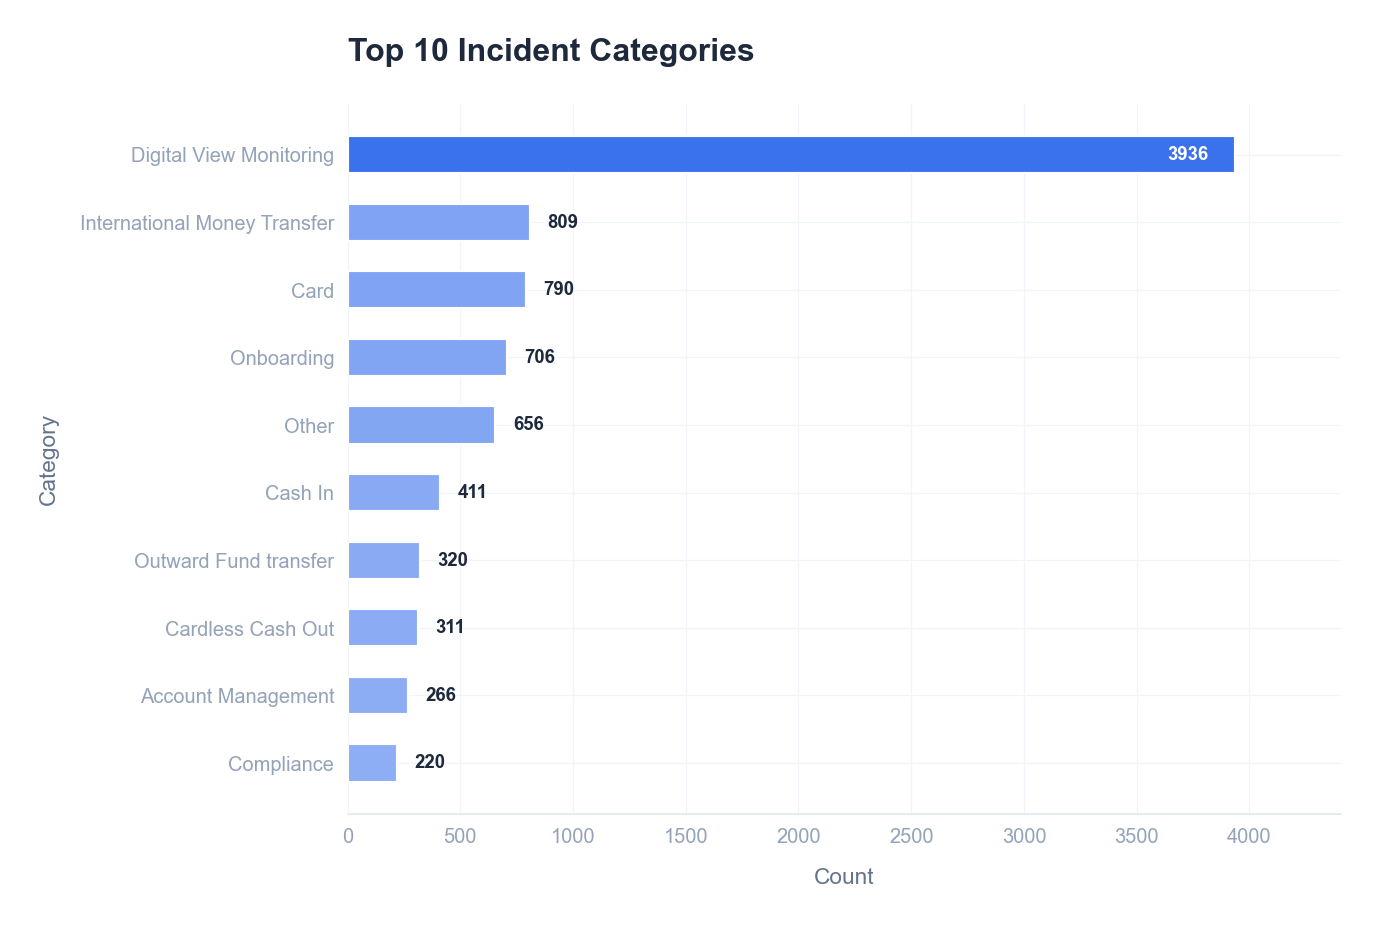 Top 10 Incident Categories
Digital View Monitoring 3936
International Money Transfer 809
Card 790
Onboarding 706
Other 656
Cash In 411
Outward Fund transfer 320
Cardless Cash Out 311
Account Management 266
Compliance 220
Category
0 500 1000 1500 2000 2500 3000 3500 4000
Count